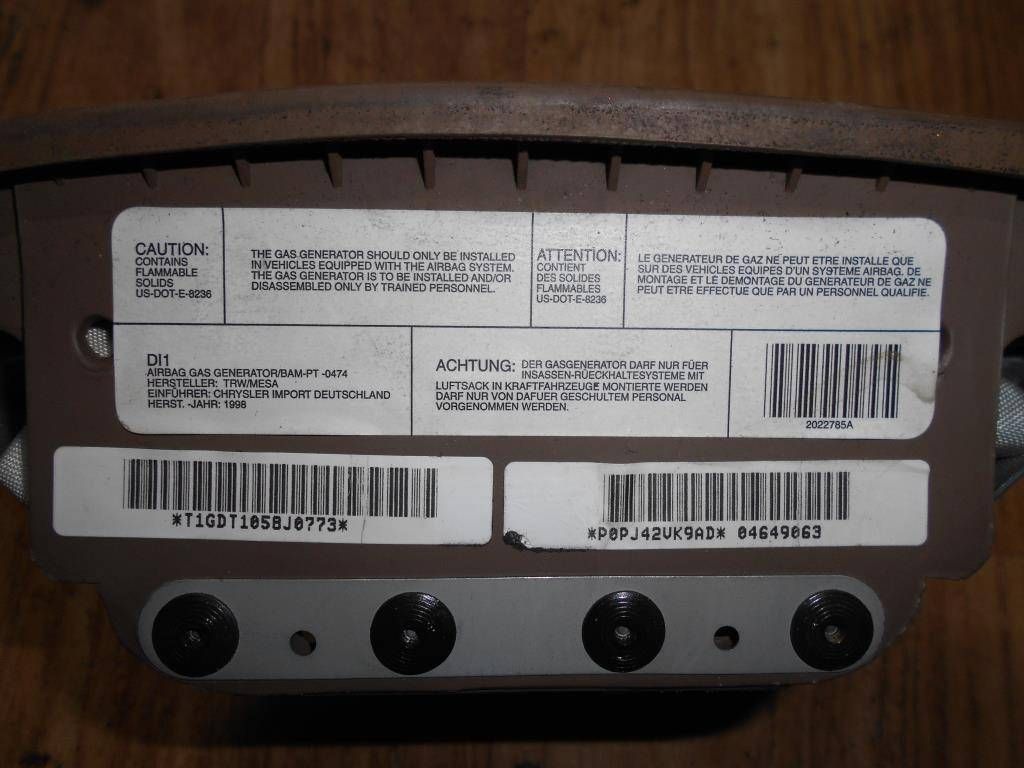 CAUTION:
CONTAINS
FLAMMABLE
SOLIDS
US-DOT-E-8236
THE GAS GENERATOR SHOULD ONLY BE INSTALLED
IN VEHICLES EQUIPPED WITH THE AIRBAG SYSTEM.
THE GAS GENERATOR IS TO BE INSTALLED AND/OR
DISASSEMBLED ONLY BY TRAINED PERSONNEL.
ATTENTION:
CONTIENT
DES SOLIDES
FLAMMABLES
US-DOT-E-8236
LE GENERATEUR DE GAZ NE PEUT ETRE INSTALLE QUE
SUR DES VEHICLES EQUIPES D'UN SYSTEME AIRBAG. DE
MONTAGE ET LE DEMONTAGE DU GENERATEUR DE GAZ NE
PEUT ETRE EFFECTUE QUE PAR UN PERSONNEL QUALIFIE.
DI1
AIRBAG GAS GENERATOR/BAM-PT -0474
HERSTELLER: TRW/MESA
EINFÜHRER: CHRYSLER IMPORT DEUTSCHLAND
HERST. -JAHR: 1998
ACHTUNG: DER GASGENERATOR DARF NUR FÜER
INSASSEN-RÜECKHALTESYSTEME MIT
LUFTSACK IN KRAFTFAHRZEUGE MONTIERTE WERDEN
DARF NUR VON DAFUER GESCHULTEM PERSONAL
VORGENOMMEN WERDEN.
2022785A
*T1GDT1058J0773*
*P0PJ42VK9AD* 04649063